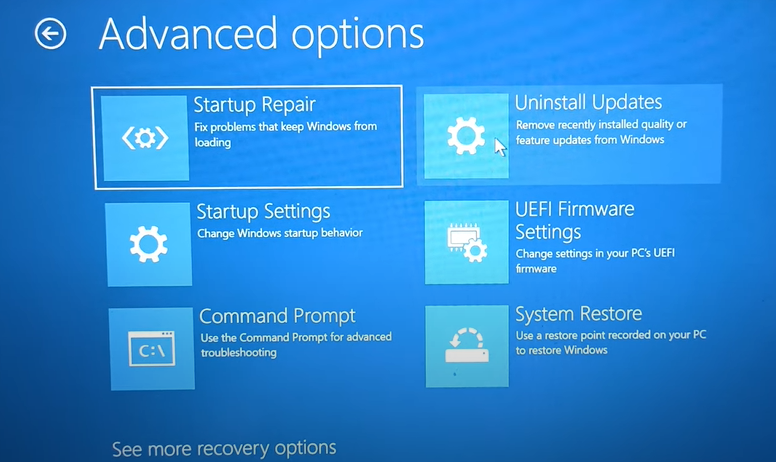 Advanced options
Startup Repair
Fix problems that keep Windows from
loading
Uninstall Updates
Remove recently installed quality or
feature updates from Windows
Startup Settings
Change Windows startup behavior
UEFI Firmware
Settings
Change settings in your PC's UEFI
firmware
Command Prompt
Use the Command Prompt for advanced
troubleshooting
C:\
System Restore
Use a restore point recorded on your PC
to restore Windows
See more recovery options